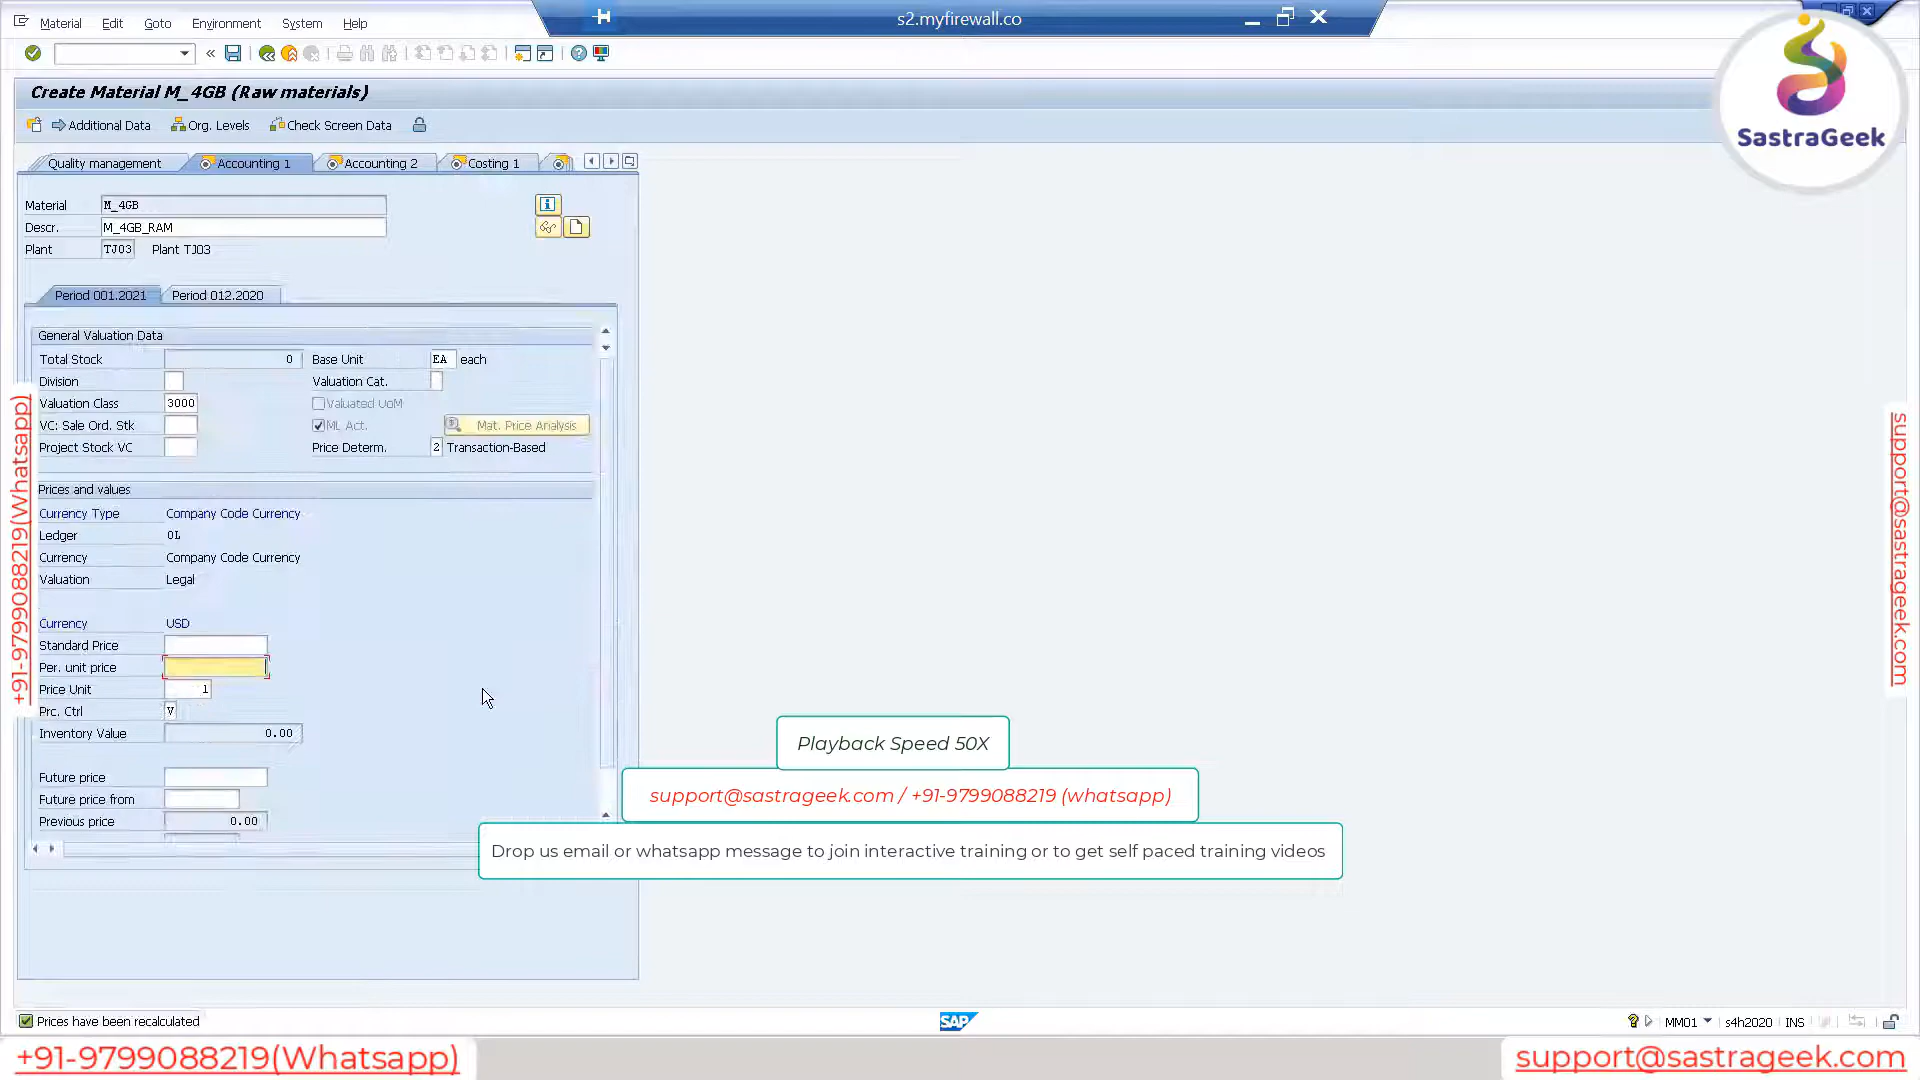 Material Edit Goto Environment System Help
s2.myfirewall.co
Create Material M_4GB (Raw materials)
Additional Data Org. Levels Check Screen Data
SastraGeek
Quality management Accounting 1 Accounting 2 Costing 1
Material M_4GB
Descr. M_4GB_RAM
Plant TJ03 Plant TJ03
Period 001.2021 Period 012.2020
General Valuation Data
Total Stock 0 Base Unit EA each
Division Valuation Cat.
Valuation Class 3000 Valuated UoM
VC: Sale Ord. Stk ML Act. Mat. Price Analysis
Project Stock VC Price Determ. 2 Transaction-Based
Prices and values
Currency Type Company Code Currency
Ledger 0L
Currency Company Code Currency
Valuation Legal
Currency USD
Standard Price
Per. unit price
Price Unit 1
Prc. Ctrl V
Inventory Value 0.00
Future price
Future price from
Previous price 0.00
Playback Speed 50X
support@sastrageek.com / +91-9799088219 (whatsapp)
Drop us email or whatsapp message to join interactive training or to get self paced training videos
+91-9799088219(Whatsapp)
support@sastrageek.com
Prices have been recalculated
SAP
MM01 s4h2020 INS
+91-9799088219(Whatsapp)
support@sastrageek.com